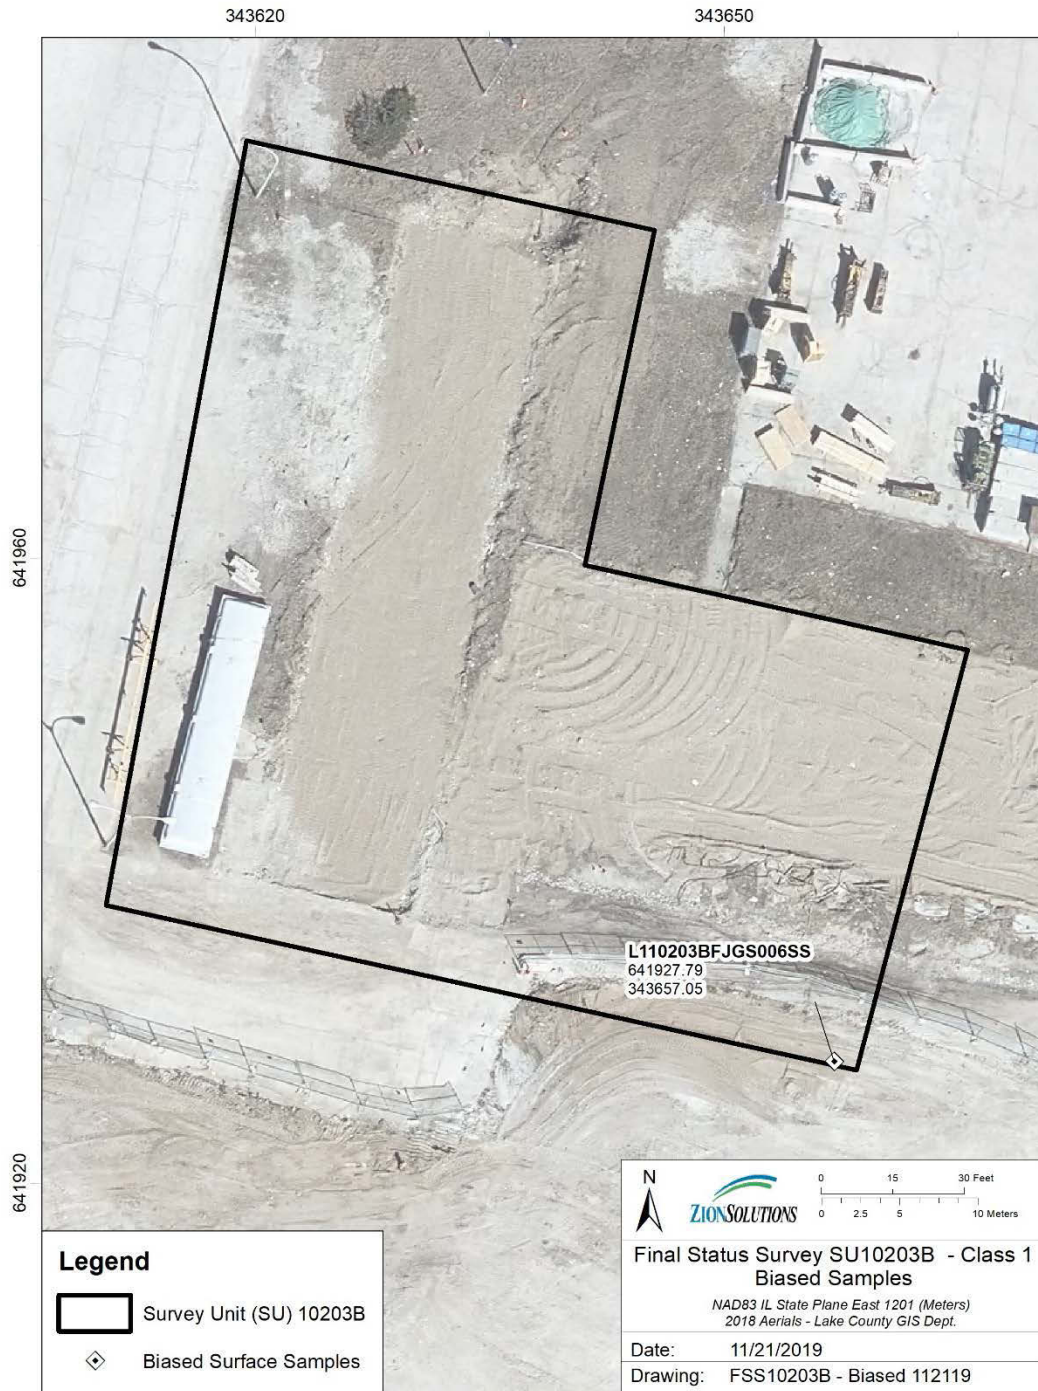 343620
343650
641960
641920
L110203BFJGS006SS
641927.79
343657.05
Legend
Survey Unit (SU) 10203B
Biased Surface Samples
N
ZIONSOLUTIONS
0 15 30 Feet
0 2.5 5 10 Meters
Final Status Survey SU10203B - Class 1
Biased Samples
NAD83 IL State Plane East 1201 (Meters)
2018 Aerials - Lake County GIS Dept.
Date: 11/21/2019
Drawing: FSS10203B - Biased 112119